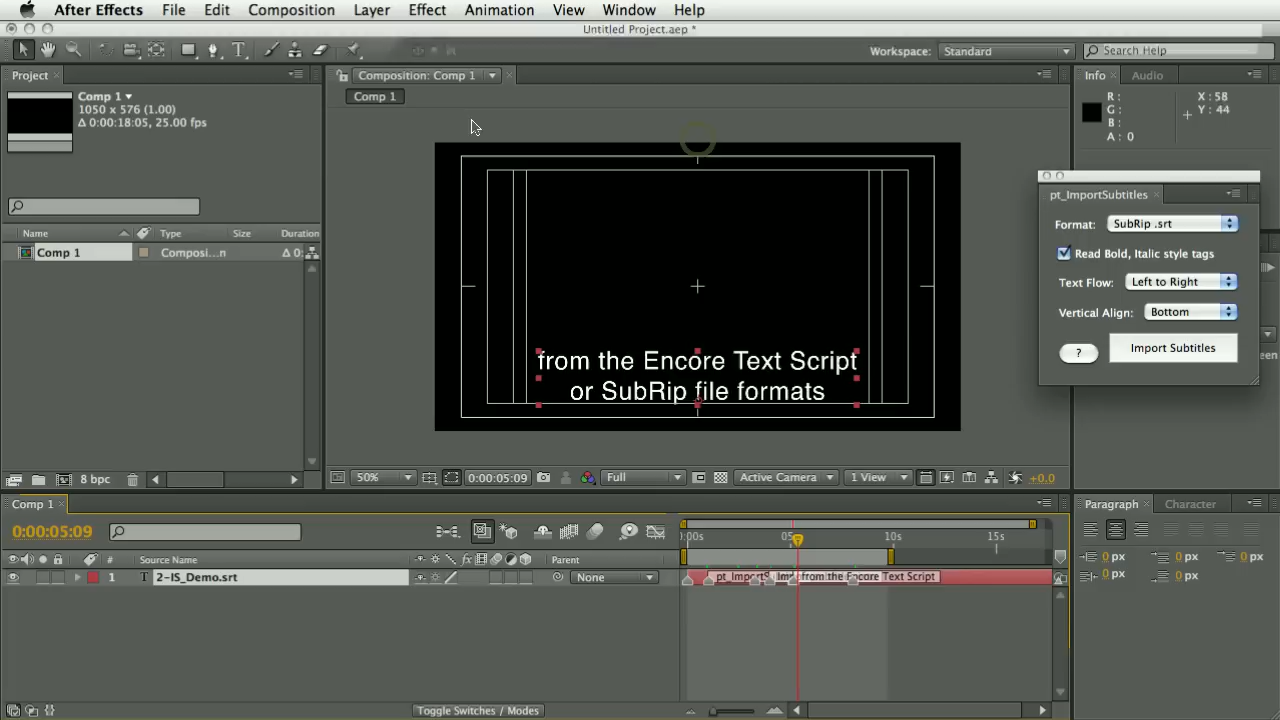 After Effects File Edit Composition Layer Effect Animation View Window Help
Untitled Project.aep *
Workspace: Standard Search Help
Project
Composition: Comp 1
Info Audio
Comp 1
1050 x 576 (1.00)
Δ 0:00:18:05, 25.00 fps
Comp 1
R :
G :
B :
A : 0
X : 58
Y : 44
pt_ImportSubtitles
Format: SubRip .srt
Read Bold, Italic style tags
Text Flow: Left to Right
Vertical Align: Bottom
? Import Subtitles
Name Type Size Duration
Comp 1 Composi...n Δ 0:
from the Encore Text Script
or SubRip file formats
8 bpc
50% 0:00:05:09 Full Active Camera 1 View +0.0
Comp 1
Paragraph Character
0:00:05:09
# Source Name Parent
:00s 05 10s 15s
0 px 0 px 0 px
0 px 0 px
1 T 2-IS_Demo.srt None
from the Encore Text Script
Toggle Switches / Modes